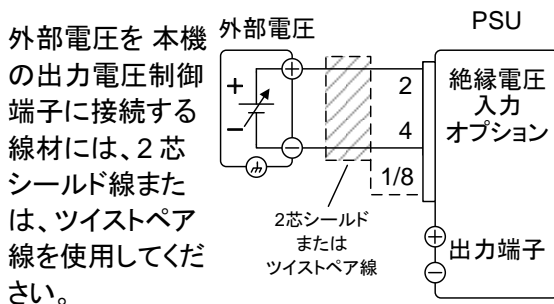 外部電圧を 本機
の出力電圧制御
端子に接続する
線材には、2 芯
シールド線また
は、ツイストペア
線を使用してくだ
さい。
外部電圧
PSU
+
−
+
−
2
4
1/8
絶縁電圧
入力
オプション
2芯シールド
または
ツイストペア線
+
出力端子
−